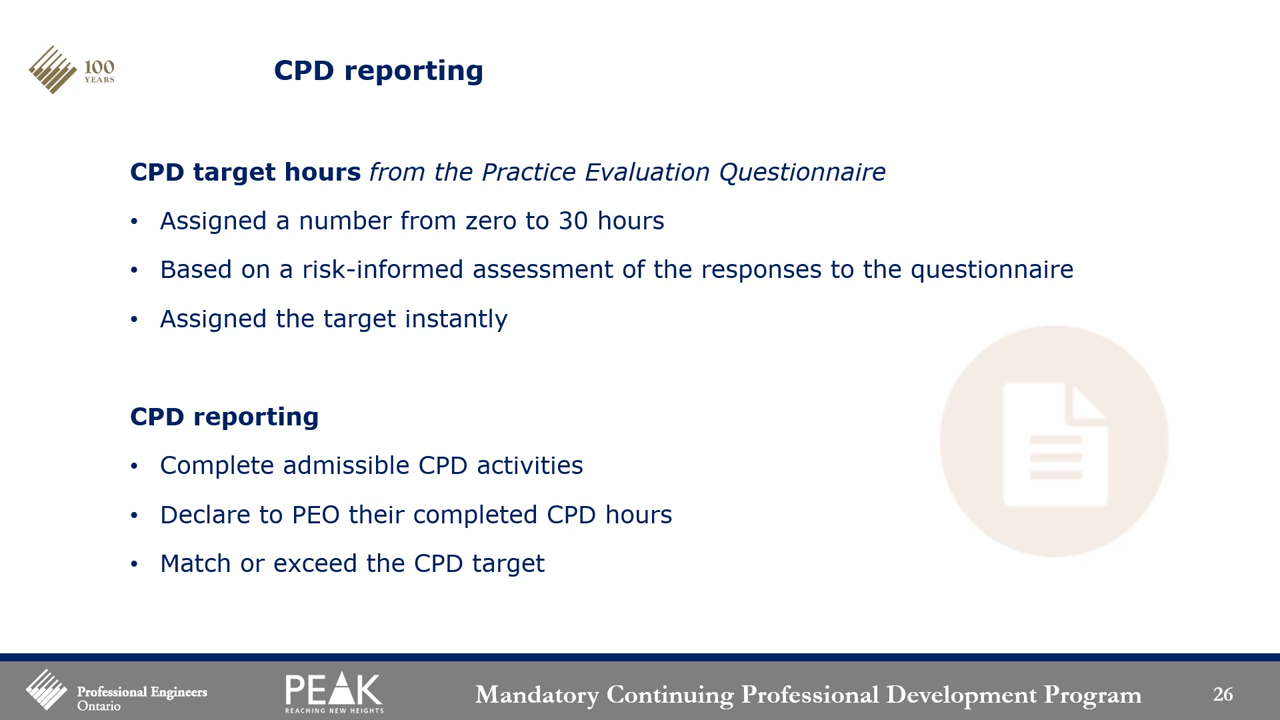 100
YEARS
CPD reporting
CPD target hours from the Practice Evaluation Questionnaire
• Assigned a number from zero to 30 hours
• Based on a risk-informed assessment of the responses to the questionnaire
• Assigned the target instantly
CPD reporting
• Complete admissible CPD activities
• Declare to PEO their completed CPD hours
• Match or exceed the CPD target
Professional Engineers
Ontario
PEAK
REACHING NEW HEIGHTS
Mandatory Continuing Professional Development Program
26